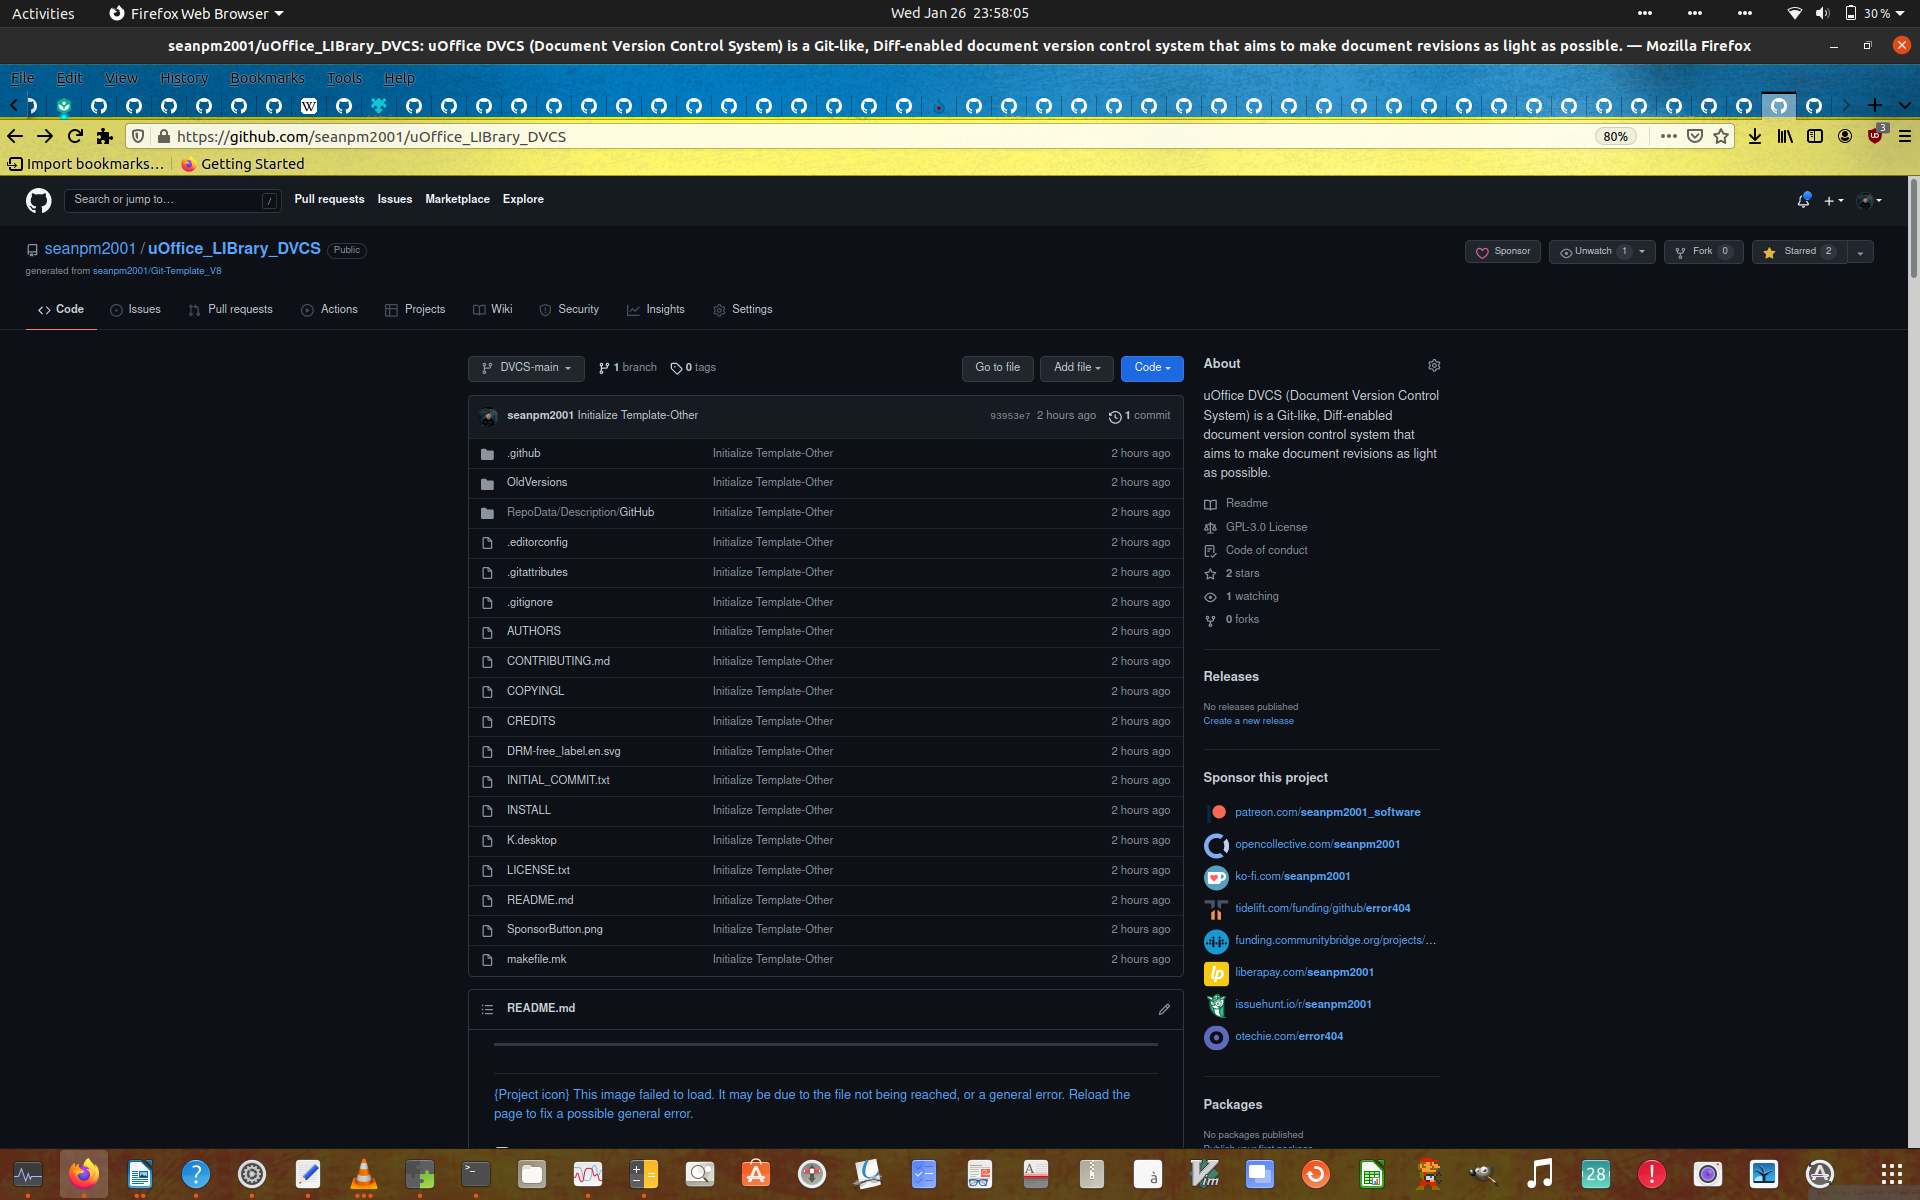 Activities
Firefox Web Browser
Wed Jan 26 23:58:05
30 %
seanpm2001/uOffice_LIBrary_DVCS: uOffice DVCS (Document Version Control System) is a Git-like, Diff-enabled document version control system that aims to make document revisions as light as possible. — Mozilla Firefox
File Edit View History Bookmarks Tools Help
W
https://github.com/seanpm2001/uOffice_LIBrary_DVCS
80%
3
Import bookmarks…
Getting Started
Search or jump to…
/
Pull requests
Issues
Marketplace
Explore
seanpm2001 / uOffice_LIBrary_DVCS
Public
Sponsor
Unwatch 1
Fork 0
Starred 2
generated from seanpm2001/Git-Template_V8
Code
Issues
Pull requests
Actions
Projects
Wiki
Security
Insights
Settings
DVCS-main
1 branch
0 tags
Go to file
Add file
Code
seanpm2001 Initialize Template-Other
93953e7 2 hours ago
1 commit
.github Initialize Template-Other 2 hours ago
OldVersions Initialize Template-Other 2 hours ago
RepoData/Description/GitHub Initialize Template-Other 2 hours ago
.editorconfig Initialize Template-Other 2 hours ago
.gitattributes Initialize Template-Other 2 hours ago
.gitignore Initialize Template-Other 2 hours ago
AUTHORS Initialize Template-Other 2 hours ago
CONTRIBUTING.md Initialize Template-Other 2 hours ago
COPYINGL Initialize Template-Other 2 hours ago
CREDITS Initialize Template-Other 2 hours ago
DRM-free_label.en.svg Initialize Template-Other 2 hours ago
INITIAL_COMMIT.txt Initialize Template-Other 2 hours ago
INSTALL Initialize Template-Other 2 hours ago
K.desktop Initialize Template-Other 2 hours ago
LICENSE.txt Initialize Template-Other 2 hours ago
README.md Initialize Template-Other 2 hours ago
SponsorButton.png Initialize Template-Other 2 hours ago
makefile.mk Initialize Template-Other 2 hours ago
README.md
{Project icon} This image failed to load. It may be due to the file not being reached, or a general error. Reload the
page to fix a possible general error.
About
uOffice DVCS (Document Version Control
System) is a Git-like, Diff-enabled
document version control system that
aims to make document revisions as light
as possible.
Readme
GPL-3.0 License
Code of conduct
2 stars
1 watching
0 forks
Releases
No releases published
Create a new release
Sponsor this project
patreon.com/seanpm2001_software
opencollective.com/seanpm2001
ko-fi.com/seanpm2001
tidelift.com/funding/github/error404
funding.communitybridge.org/projects/…
liberapay.com/seanpm2001
issuehunt.io/r/seanpm2001
otechie.com/error404
Packages
No packages published
28